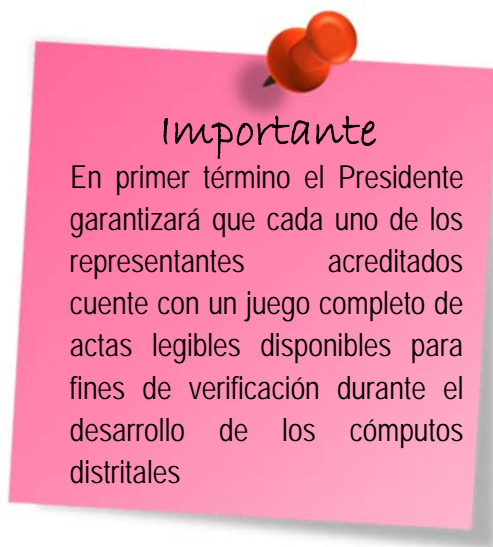 Importante
En primer término el Presidente
garantizará que cada uno de los
representantes acreditados
cuente con un juego completo de
actas legibles disponibles para
fines de verificación durante el
desarrollo de los cómputos
distritales